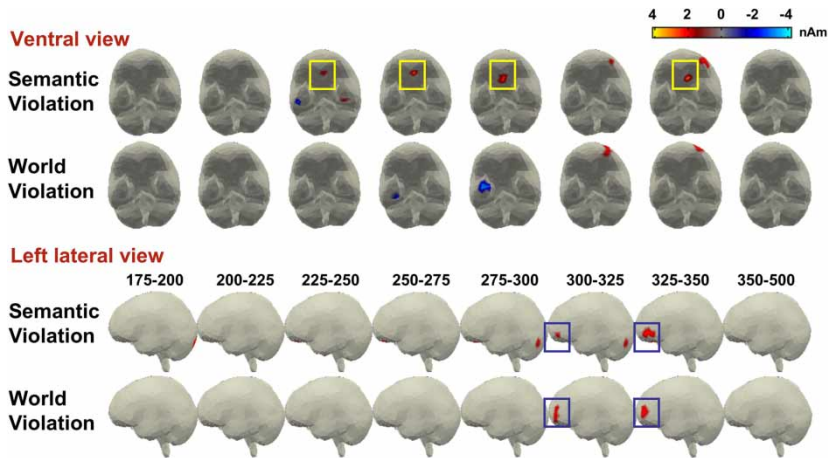 4 2 0 -2 -4
nAm
Ventral view
Semantic
Violation
World
Violation
Left lateral view
175-200 200-225 225-250 250-275 275-300 300-325 325-350 350-500
Semantic
Violation
World
Violation